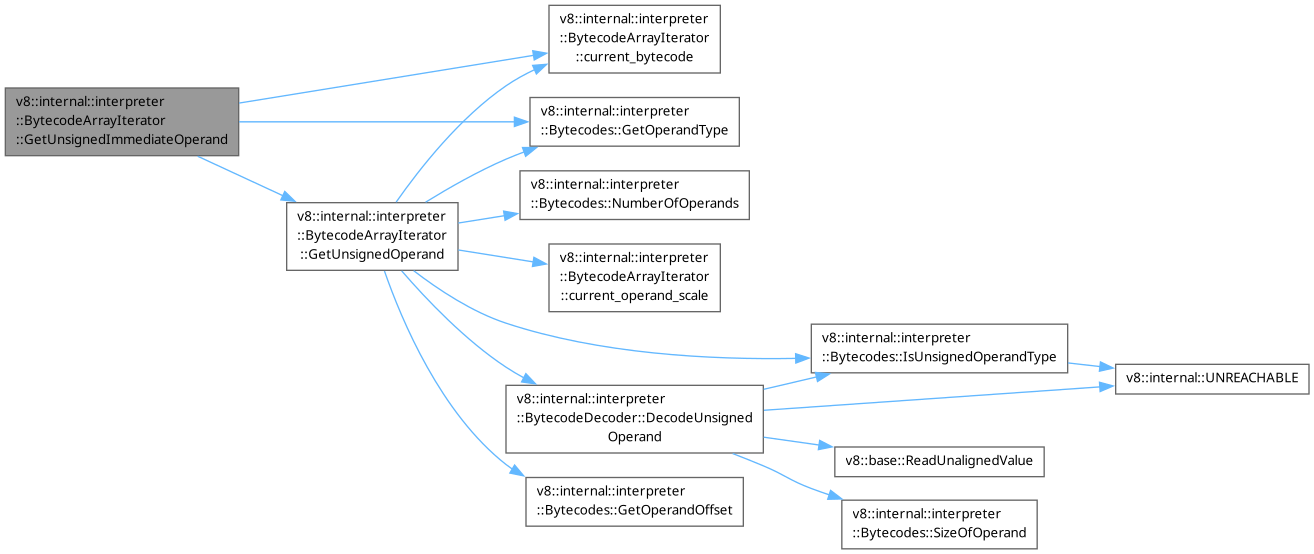 v8::internal::interpreter
::BytecodeArrayIterator
::current_bytecode
v8::internal::interpreter
::BytecodeArrayIterator
::GetUnsignedImmediateOperand
v8::internal::interpreter
::Bytecodes::GetOperandType
v8::internal::interpreter
::Bytecodes::NumberOfOperands
v8::internal::interpreter
::BytecodeArrayIterator
::GetUnsignedOperand
v8::internal::interpreter
::BytecodeArrayIterator
::current_operand_scale
v8::internal::interpreter
::Bytecodes::IsUnsignedOperandType
v8::internal::UNREACHABLE
v8::internal::interpreter
::BytecodeDecoder::DecodeUnsigned
Operand
v8::base::ReadUnalignedValue
v8::internal::interpreter
::Bytecodes::GetOperandOffset
v8::internal::interpreter
::Bytecodes::SizeOfOperand